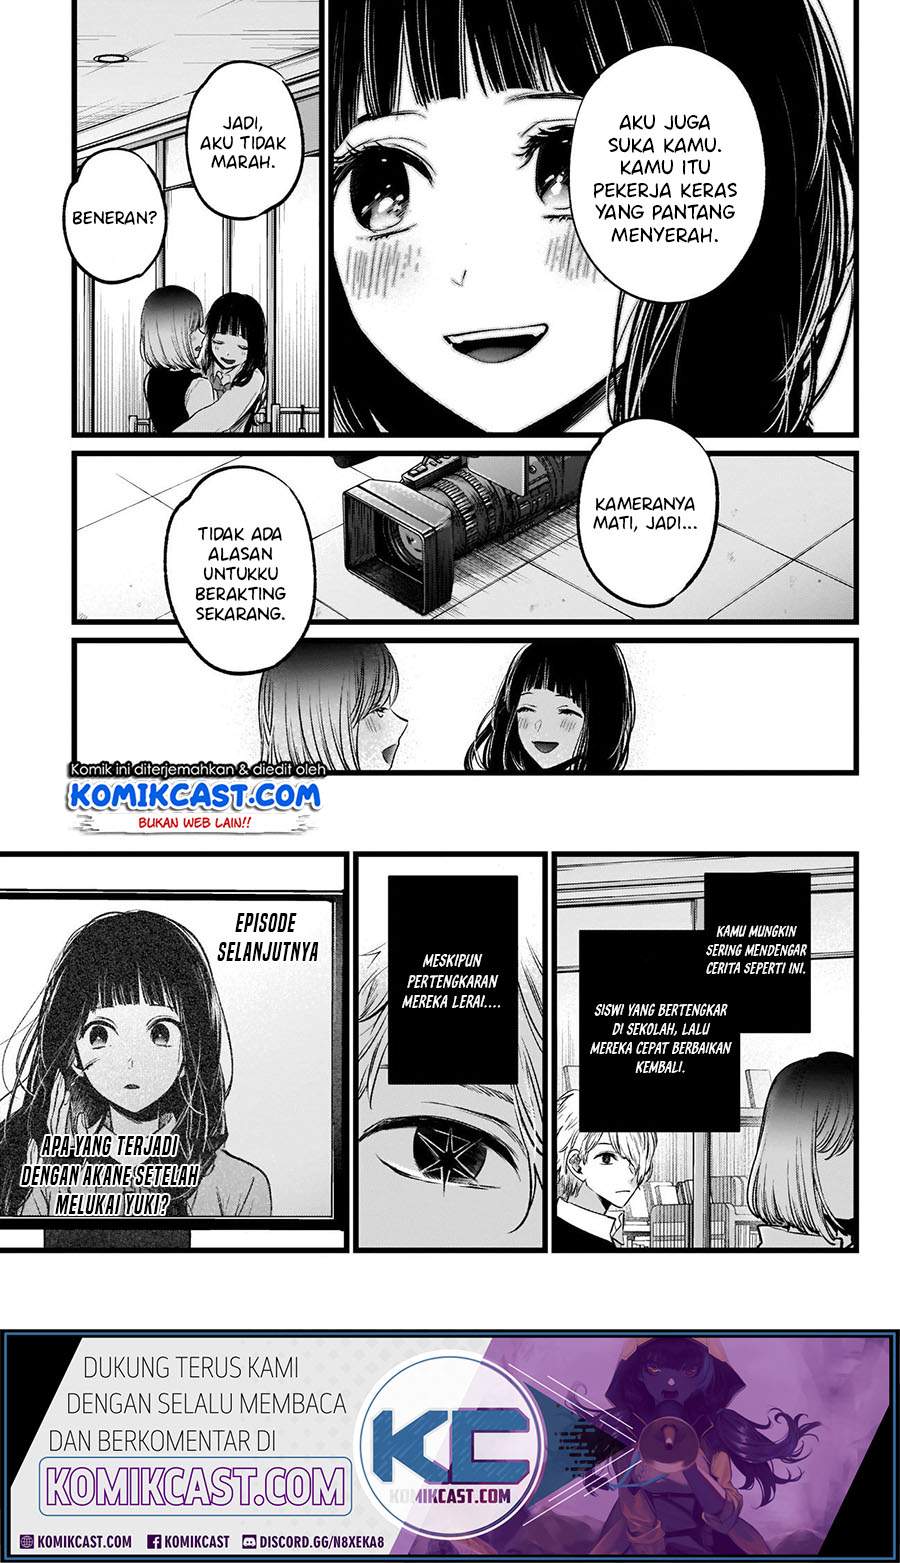 AKU JUGA
SUKA KAMU.
KAMU ITU
PEKERJA KERAS
YANG PANTANG
MENYERAH.
JADI,
AKU TIDAK
MARAH.
BENERAN?
KAMERANYA
MATI, JADI...
TIDAK ADA
ALASAN
UNTUKKU
BERAKTING
SEKARANG.
Komik ini diterjemahkan & diedit oleh
KOMIKCAST.COM
BUKAN WEB LAIN!!
KAMU MUNGKIN
SERING MENDENGAR
CERITA SEPERTI INI.
SISWI YANG BERTENGKAR
DI SEKOLAH, LALU
MEREKA CEPAT BERBAIKAN
KEMBALI.
MESKIPUN
PERTENGKARAN
MEREKA LERAI....
EPISODE
SELANJUTNYA
APA YANG TERJADI
DENGAN AKANE SETELAH
MELUKAI YUKI?
DUKUNG TERUS KAMI
DENGAN SELALU MEMBACA
DAN BERKOMENTAR DI
KOMIKCAST.COM
KC
KOMIKCAST.COM
KOMIKCAST.COM KOMIKCAST DISCORD.GG/N8XEKA8